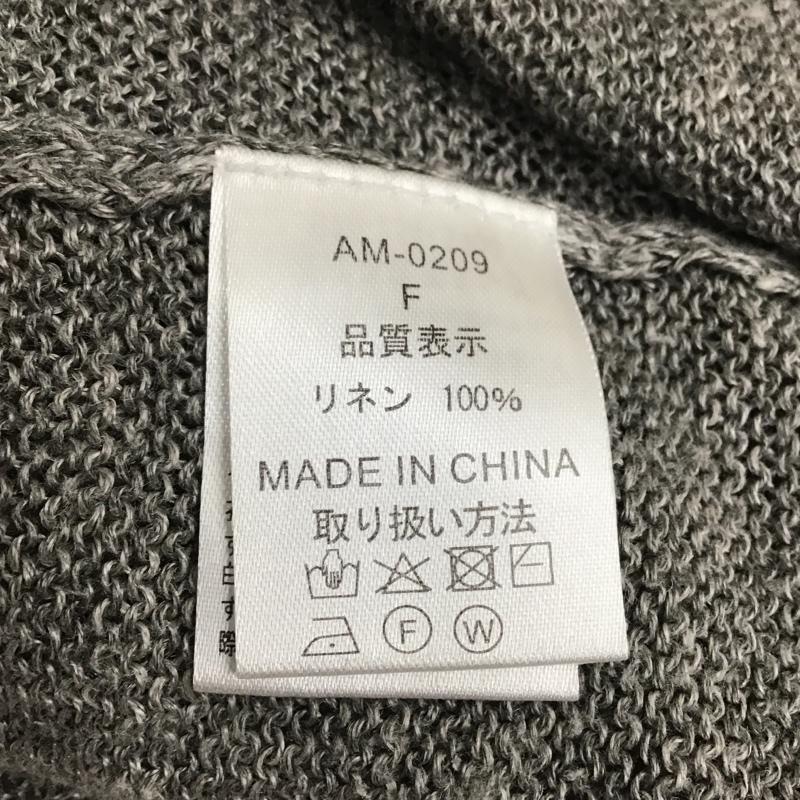 AM-0209
F
品質表示
リネン 100%
MADE IN CHINA
取り扱い方法
F W